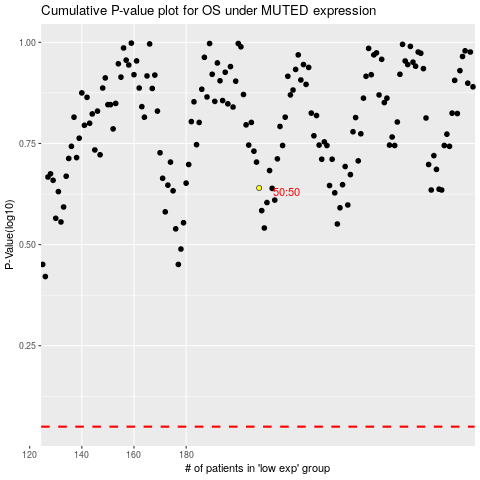 Cumulative P-value plot for OS under MUTED expression
P-Value(log10)
1.00
0.75
0.50
0.25
50:50
120 140 160 180
# of patients in 'low exp' group